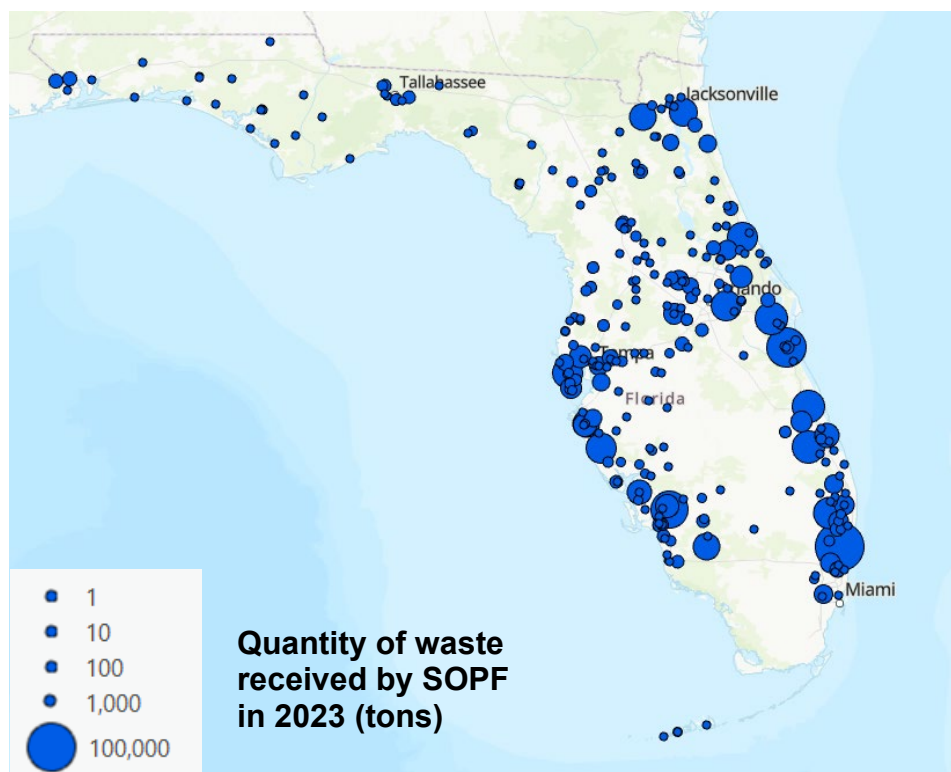 Tallahassee
Jacksonville
Tampa
Florida
1
10
100
1,000
100,000
Quantity of waste
received by SOPF
in 2023 (tons)
Miami